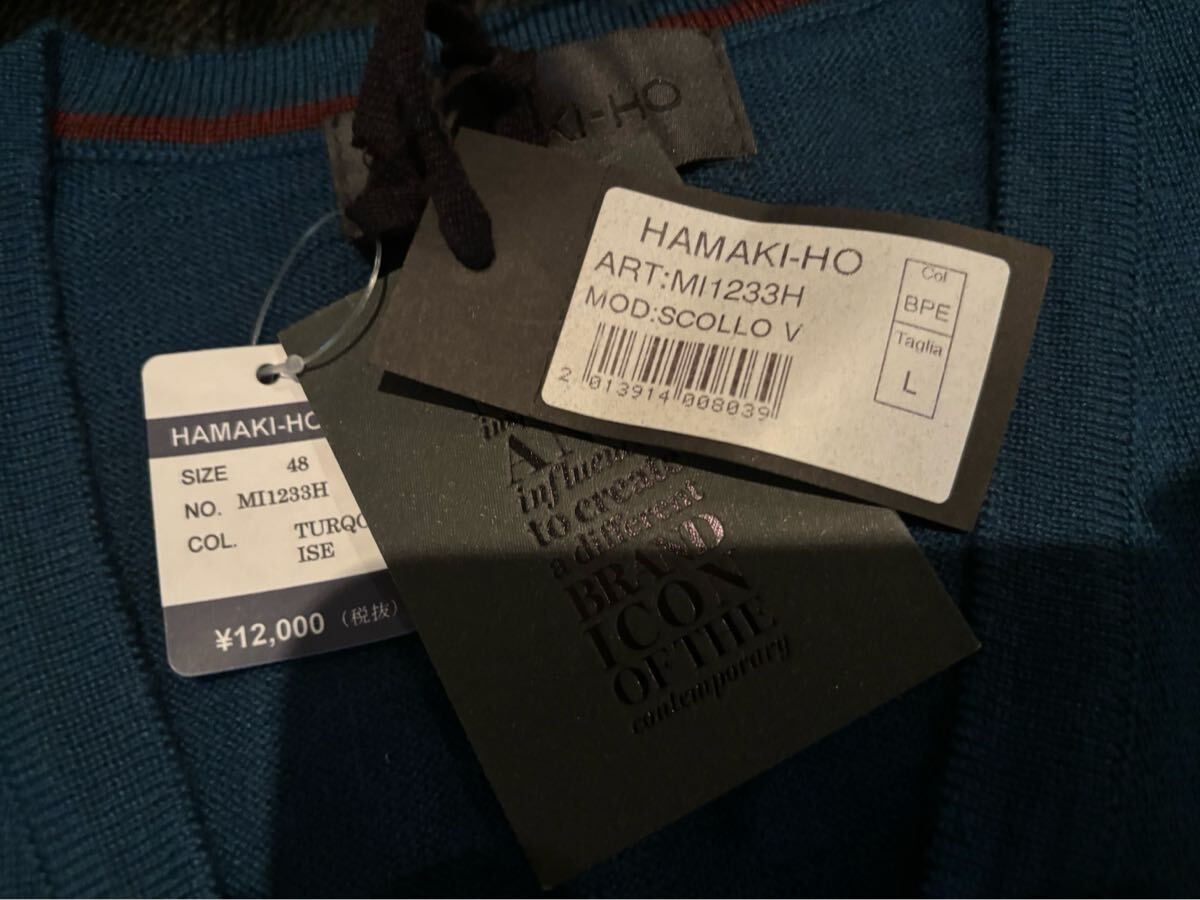 KI-HO
HAMAKI-HO
ART:MI1233H
MOD:SCOLLO V
2 013914 008039
Col
BPE
Taglia
L
HAMAKI-HO
SIZE 48
NO. MI1233H
COL. TURQO
ISE
¥12,000 (税抜)
influen
to create
a different
BRAND
ICON
OF THE
contemporary